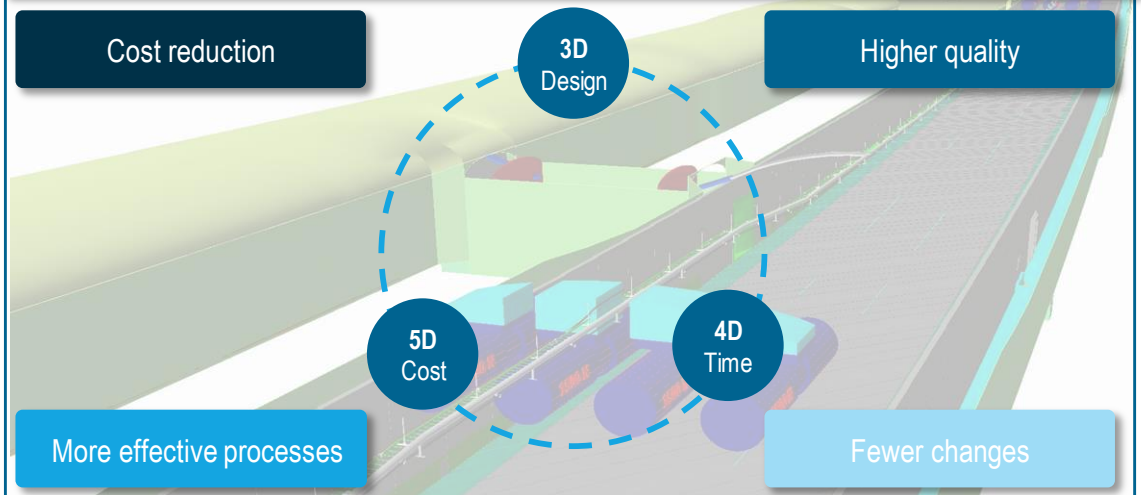 Cost reduction
3D
Design
Higher quality
5D
Cost
4D
Time
More effective processes
Fewer changes